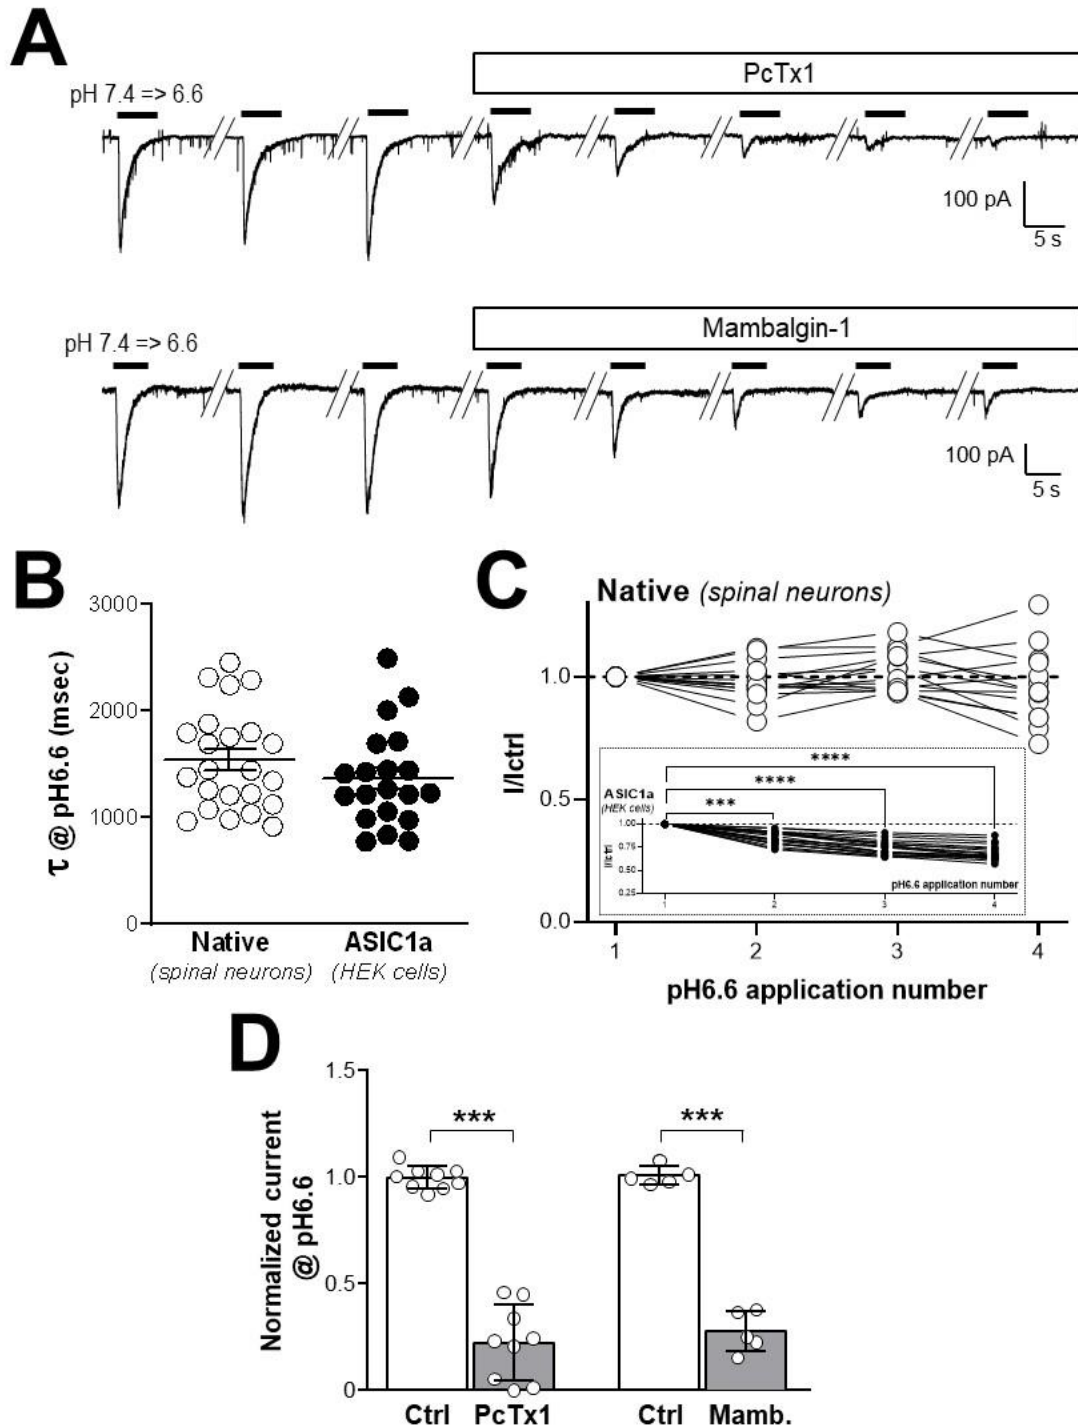 A
PcTx1
pH 7.4 => 6.6
100 pA
5 s
Mambalgin-1
pH 7.4 => 6.6
100 pA
5 s
B
3000
2000
1000
0
τ @ pH6.6 (msec)
Native
(spinal neurons)
ASIC1a
(HEK cells)
C
Native (spinal neurons)
1.0
0.5
0.0
I/Ictrl
****
****
***
ASIC1a
(HEK cells)
1.00
0.75
0.50
0.25
I/Ictrl
pH6.6 application number
1 2 3 4
1 2 3 4
pH6.6 application number
D
1.5
1.0
0.5
0
Normalized current
@ pH6.6
*** ***
Ctrl PcTx1 Ctrl Mamb.